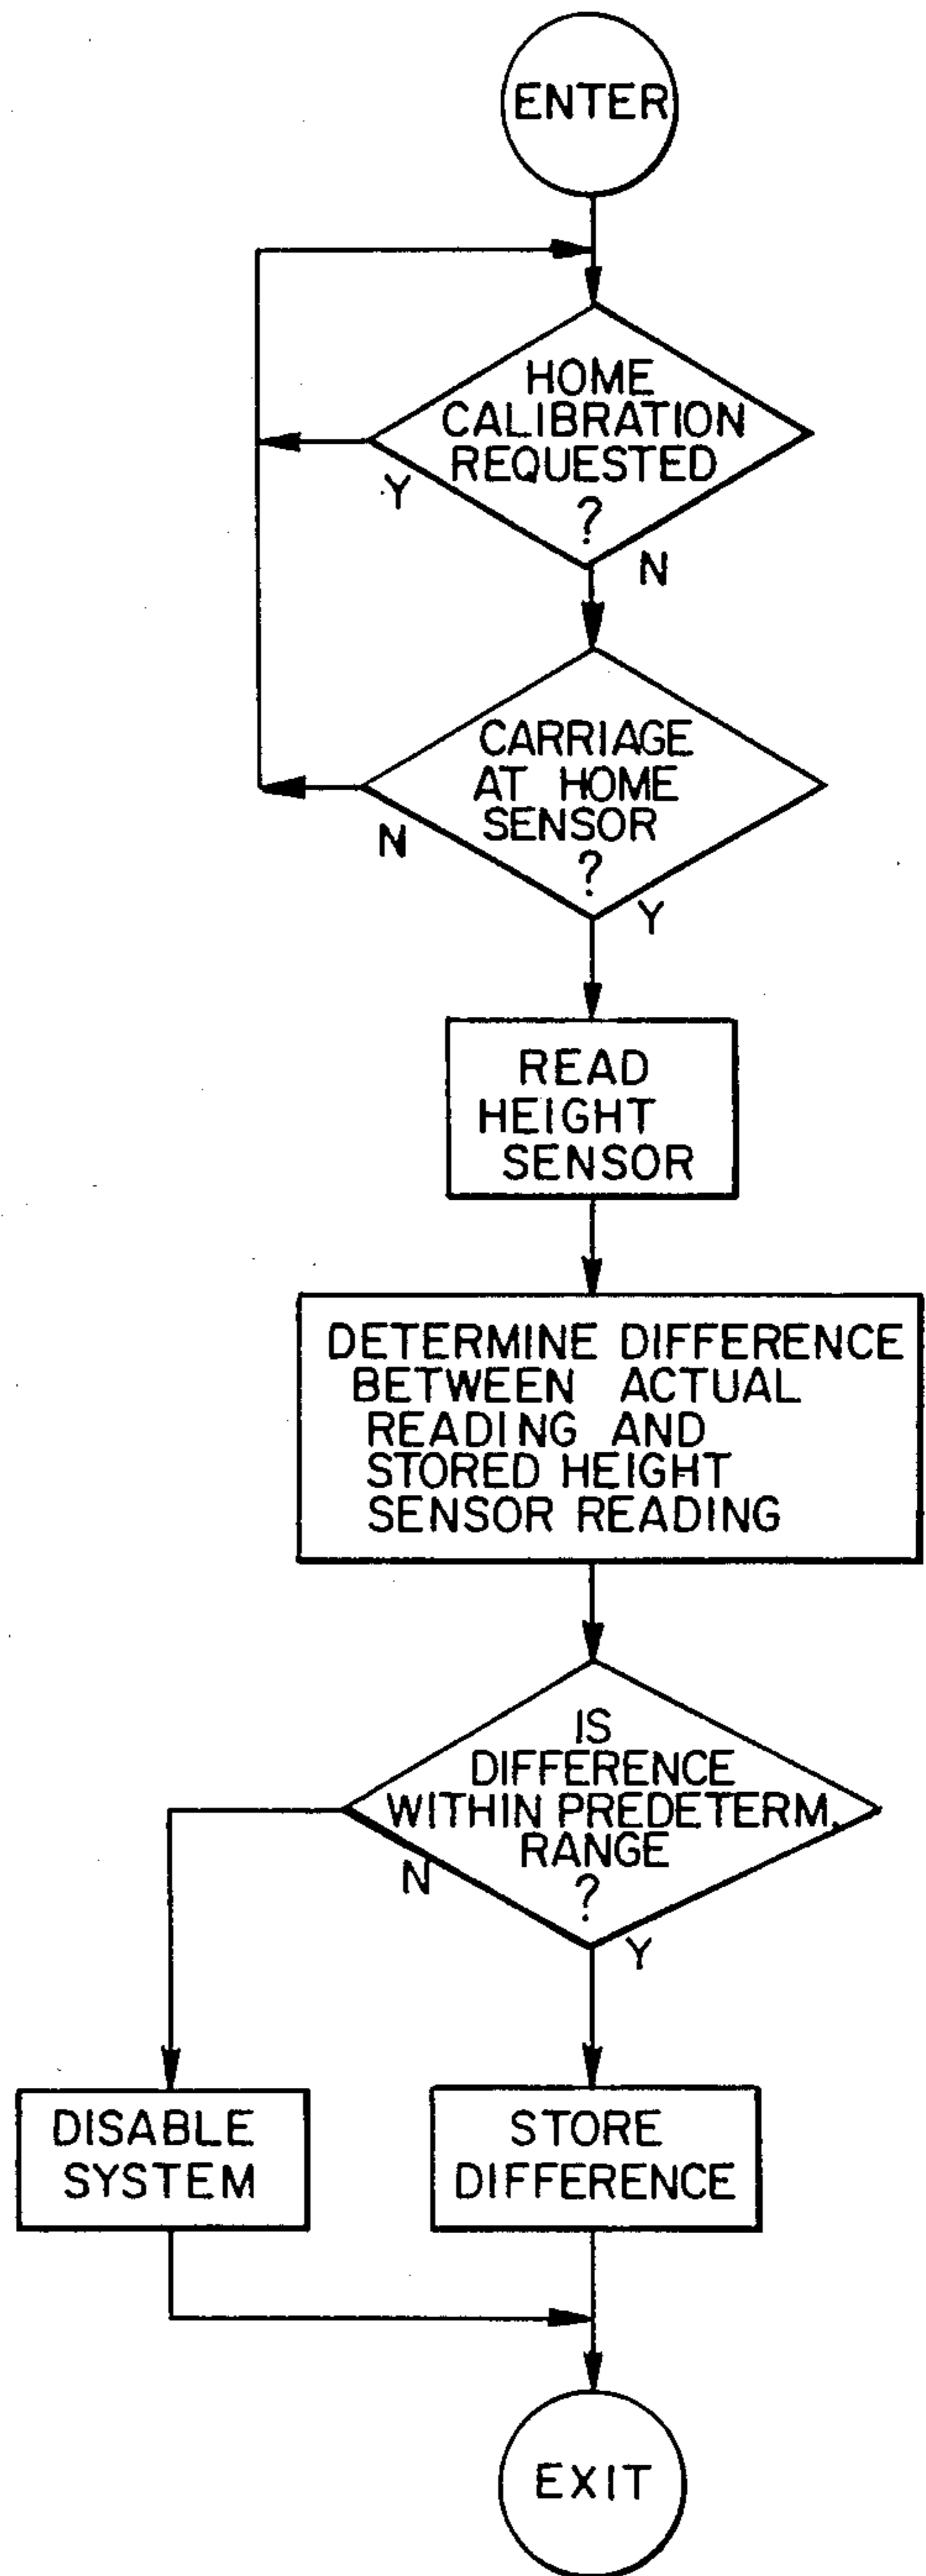 ENTER
HOME
CALIBRATION
REQUESTED
?
Y
N
CARRIAGE
AT HOME
SENSOR
?
N
Y
READ
HEIGHT
SENSOR
DETERMINE DIFFERENCE
BETWEEN ACTUAL
READING AND
STORED HEIGHT
SENSOR READING
IS
DIFFERENCE
WITHIN PREDETERM.
RANGE
?
N
Y
DISABLE
SYSTEM
STORE
DIFFERENCE
EXIT